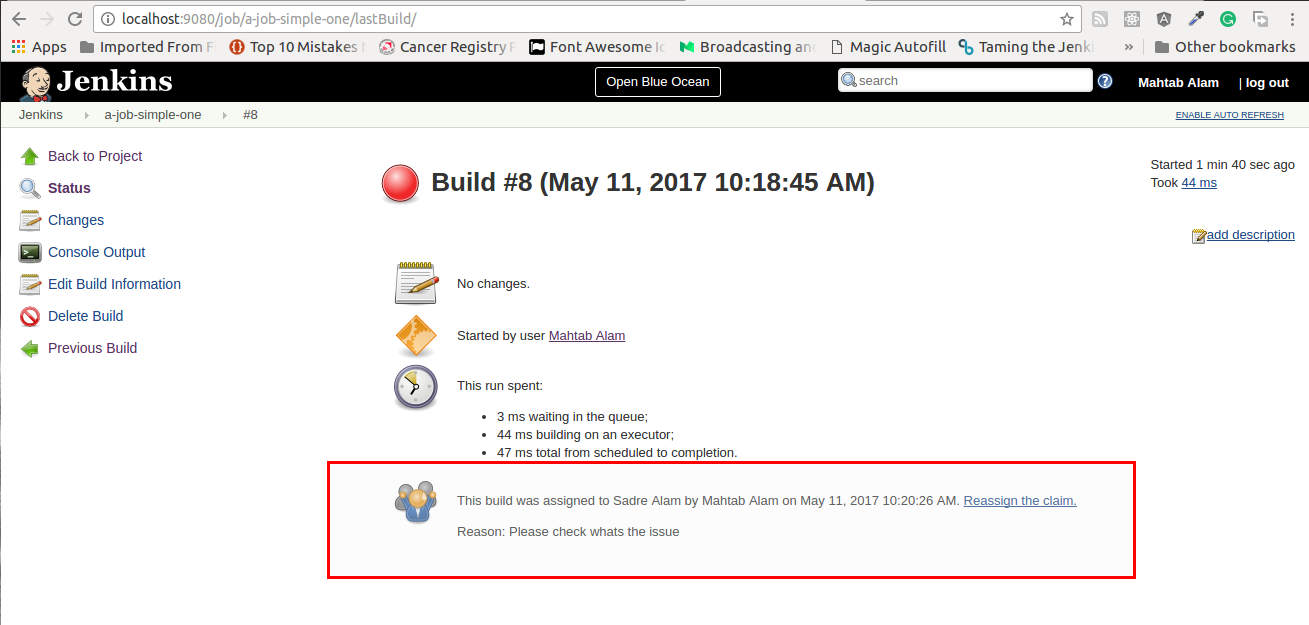 localhost:9080/job/a-job-simple-one/lastBuild/
Apps Imported From Top 10 Mistakes Cancer Registry Font Awesome Broadcasting Magic Autofill Taming the » Other bookmarks
Jenkins Open Blue Ocean search Mahtab Alam | log out
Jenkins a-job-simple-one #8 ENABLE AUTO REFRESH
Back to Project
Status
Changes
Console Output
Edit Build Information
Delete Build
Previous Build
Build #8 (May 11, 2017 10:18:45 AM)
Started 1 min 40 sec ago
Took 44 ms
add description
No changes.
Started by user Mahtab Alam
This run spent:
• 3 ms waiting in the queue;
• 44 ms building on an executor;
• 47 ms total from scheduled to completion.
This build was assigned to Sadre Alam by Mahtab Alam on May 11, 2017 10:20:26 AM. Reassign the claim.
Reason: Please check whats the issue